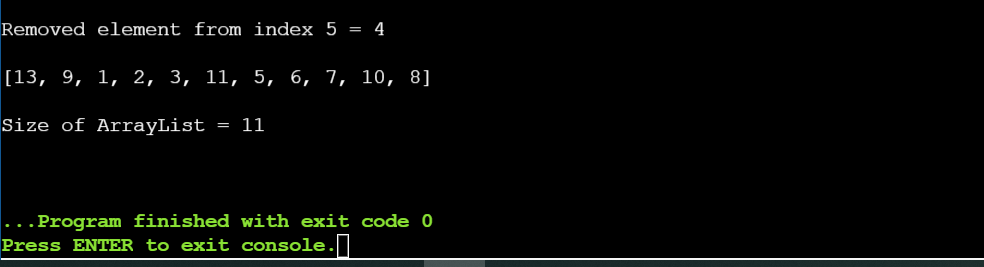 Removed element from index 5 = 4
[13, 9, 1, 2, 3, 11, 5, 6, 7, 10, 8]
Size of ArrayList = 11
...Program finished with exit code 0
Press ENTER to exit console.